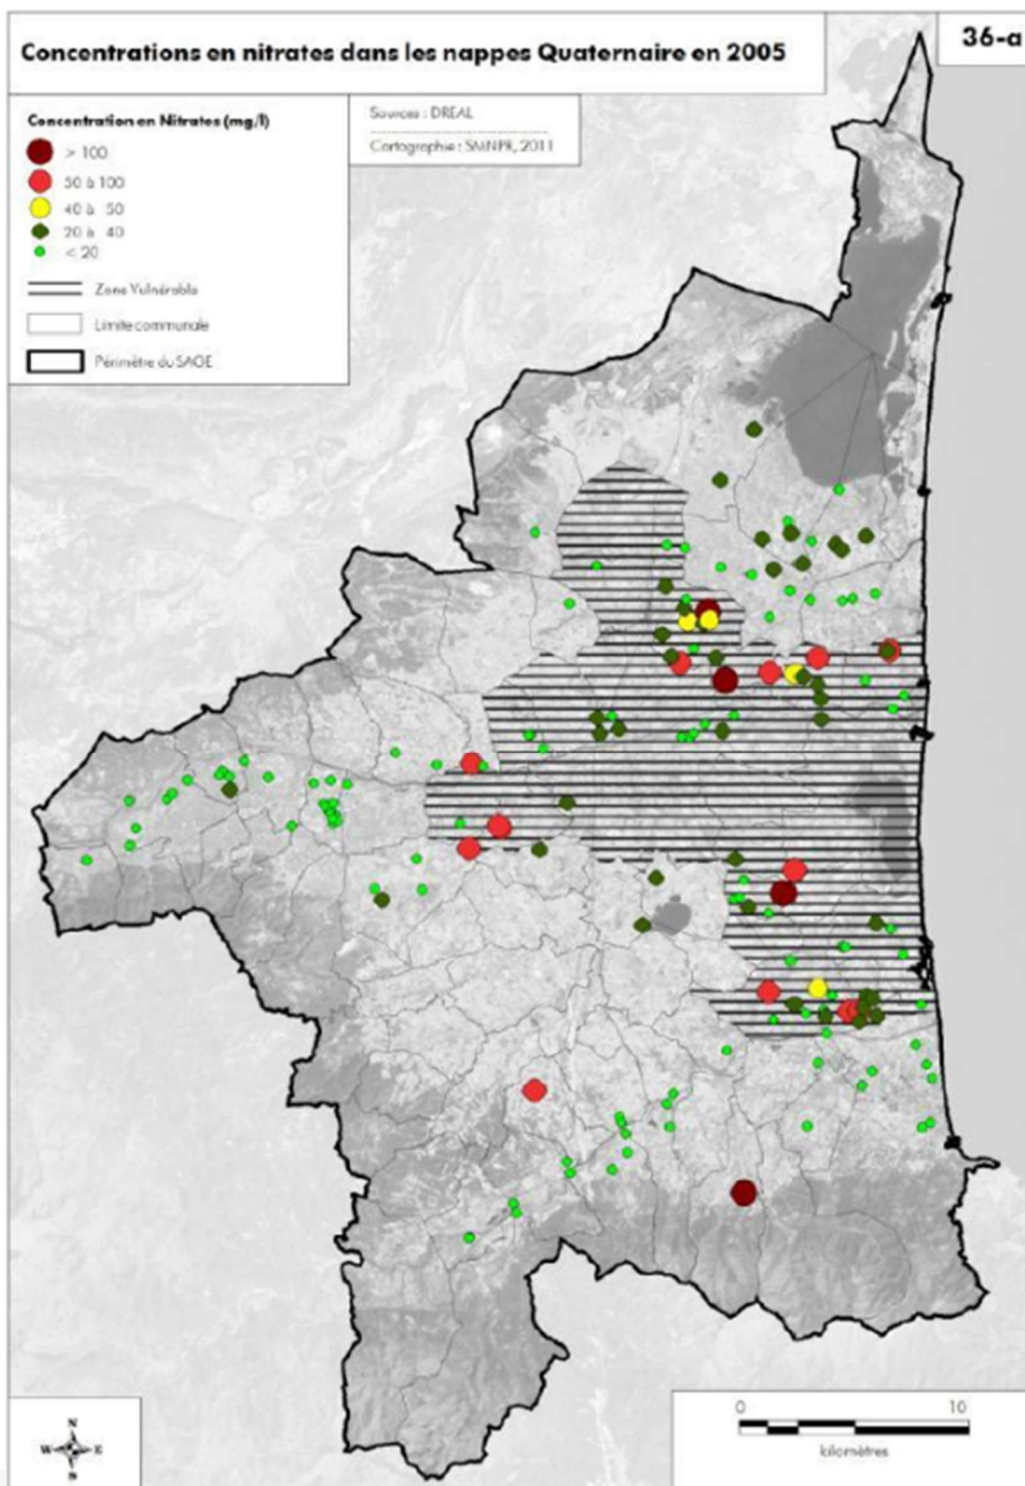 Concentrations en nitrates dans les nappes Quaternaire en 2005
36-a
Concentration en Nitrates (mg/l)
> 100
50 à 100
40 à 50
20 à 40
< 20
Zone Vulnérable
Limite communale
Périmètre du SAGE
Sources : DREAL
Cartographie : SMNPR, 2011
N
W E
S
0 10
kilomètres